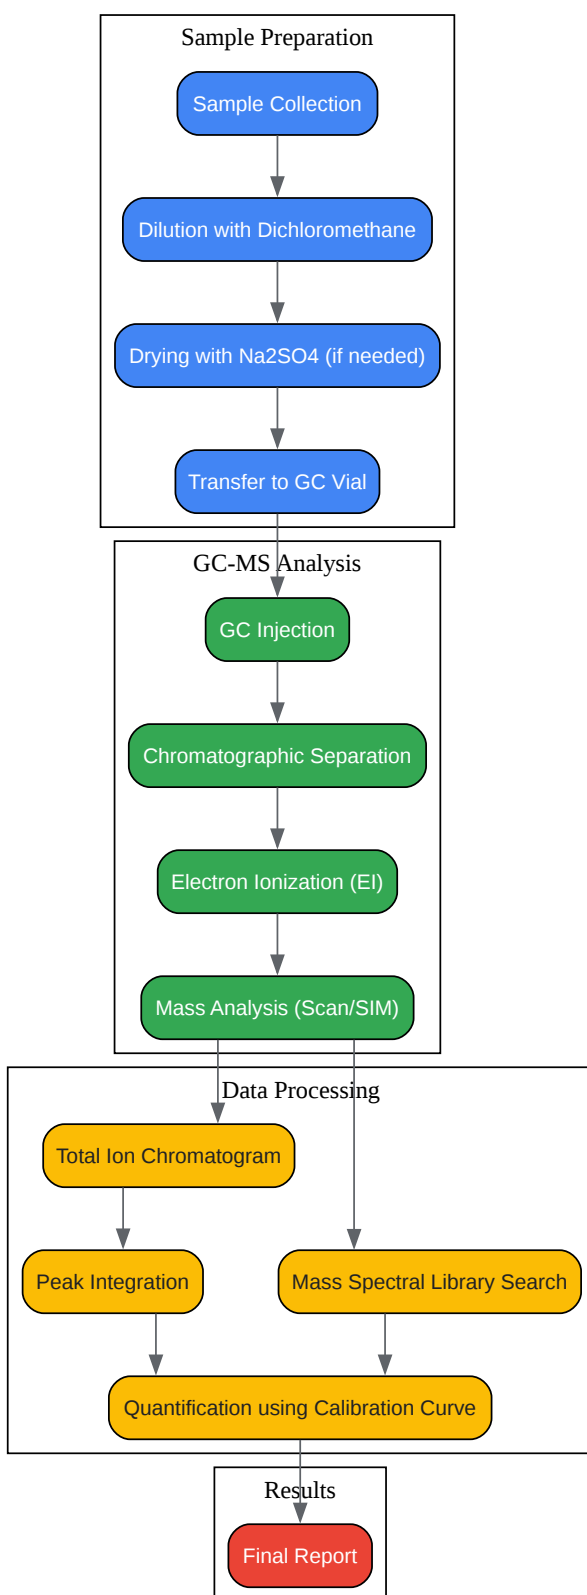 Sample Preparation
Sample Collection
Dilution with Dichloromethane
Drying with Na2SO4 (if needed)
Transfer to GC Vial
GC-MS Analysis
GC Injection
Chromatographic Separation
Electron Ionization (EI)
Mass Analysis (Scan/SIM)
Data Processing
Total Ion Chromatogram
Peak Integration
Mass Spectral Library Search
Quantification using Calibration Curve
Results
Final Report